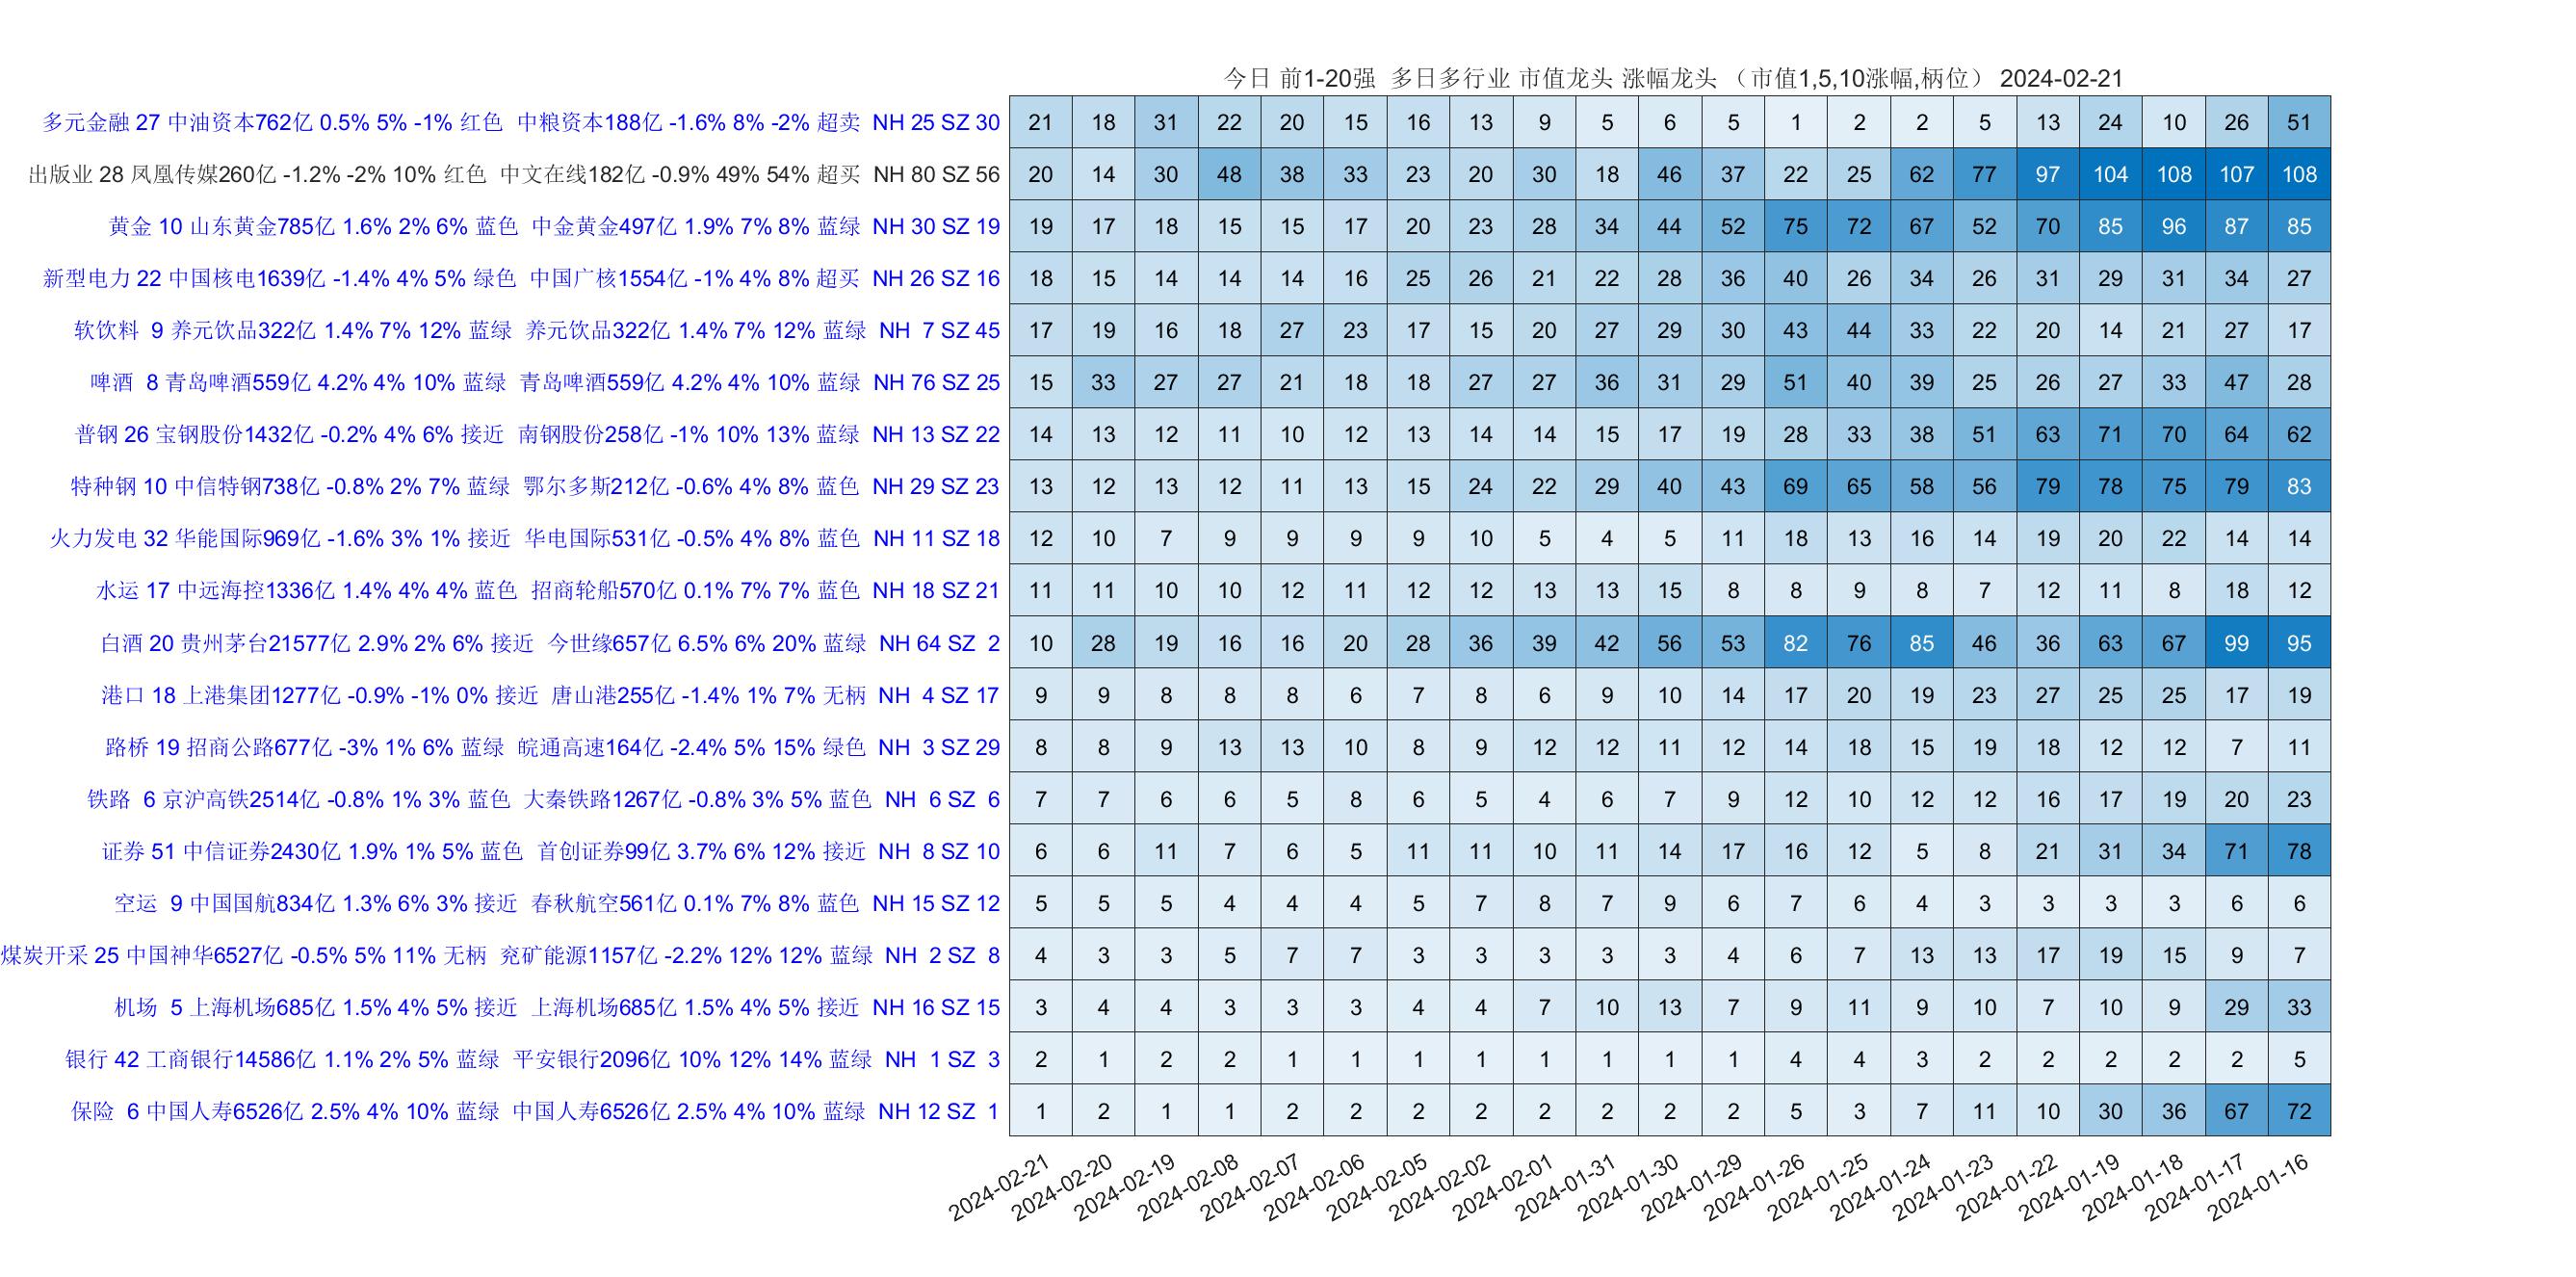 今日 前1-20强 多日多行业 市值龙头 涨幅龙头 （市值1,5,10涨幅,柄位） 2024-02-21
多元金融 27 中油资本762亿 0.5% 5% -1% 红色 中粮资本188亿 -1.6% 8% -2% 超卖 NH 25 SZ 30 21 18 31 22 20 15 16 13 9 5 6 5 1 2 2 5 13 24 10 26 51
出版业 28 凤凰传媒260亿 -1.2% -2% 10% 红色 中文在线182亿 -0.9% 49% 54% 超买 NH 80 SZ 56 20 14 30 48 38 33 23 20 30 18 46 37 22 25 62 77 97 104 108 107 108
黄金 10 山东黄金785亿 1.6% 2% 6% 蓝色 中金黄金497亿 1.9% 7% 8% 蓝绿 NH 30 SZ 19 19 17 18 15 15 17 20 23 28 34 44 52 75 72 67 52 70 85 96 87 85
新型电力 22 中国核电1639亿 -1.4% 4% 5% 绿色 中国广核1554亿 -1% 4% 8% 超买 NH 26 SZ 16 18 15 14 14 14 16 25 26 21 22 28 36 40 26 34 26 31 29 31 34 27
软饮料 9 养元饮品322亿 1.4% 7% 12% 蓝绿 养元饮品322亿 1.4% 7% 12% 蓝绿 NH 7 SZ 45 17 19 16 18 27 23 17 15 20 27 29 30 43 44 33 22 20 14 21 27 17
啤酒 8 青岛啤酒559亿 4.2% 4% 10% 蓝绿 青岛啤酒559亿 4.2% 4% 10% 蓝绿 NH 76 SZ 25 15 33 27 27 21 18 18 27 27 36 31 29 51 40 39 25 26 27 33 47 28
普钢 26 宝钢股份1432亿 -0.2% 4% 6% 接近 南钢股份258亿 -1% 10% 13% 蓝绿 NH 13 SZ 22 14 13 12 11 10 12 13 14 14 15 17 19 28 33 38 51 63 71 70 64 62
特种钢 10 中信特钢738亿 -0.8% 2% 7% 蓝绿 鄂尔多斯212亿 -0.6% 4% 8% 蓝色 NH 29 SZ 23 13 12 13 12 11 13 15 24 22 29 40 43 69 65 58 56 79 78 75 79 83
火力发电 32 华能国际969亿 -1.6% 3% 1% 接近 华电国际531亿 -0.5% 4% 8% 蓝色 NH 11 SZ 18 12 10 7 9 9 9 9 10 5 4 5 11 18 13 16 14 19 20 22 14 14
水运 17 中远海控1336亿 1.4% 4% 4% 蓝色 招商轮船570亿 0.1% 7% 7% 蓝色 NH 18 SZ 21 11 11 10 10 12 11 12 12 13 13 15 8 8 9 8 7 12 11 8 18 12
白酒 20 贵州茅台21577亿 2.9% 2% 6% 接近 今世缘657亿 6.5% 6% 20% 蓝绿 NH 64 SZ 2 10 28 19 16 16 20 28 36 39 42 56 53 82 76 85 46 36 63 67 99 95
港口 18 上港集团1277亿 -0.9% -1% 0% 接近 唐山港255亿 -1.4% 1% 7% 无柄 NH 4 SZ 17 9 9 8 8 8 6 7 8 6 9 10 14 17 20 19 23 27 25 25 17 19
路桥 19 招商公路677亿 -3% 1% 6% 蓝绿 皖通高速164亿 -2.4% 5% 15% 绿色 NH 3 SZ 29 8 8 9 13 13 10 8 9 12 12 11 12 14 18 15 19 18 12 12 7 11
铁路 6 京沪高铁2514亿 -0.8% 1% 3% 蓝色 大秦铁路1267亿 -0.8% 3% 5% 蓝色 NH 6 SZ 6 7 7 6 6 5 8 6 5 4 6 7 9 12 10 12 12 16 17 19 20 23
证券 51 中信证券2430亿 1.9% 1% 5% 蓝色 首创证券99亿 3.7% 6% 12% 接近 NH 8 SZ 10 6 6 11 7 6 5 11 11 10 11 14 17 16 12 5 8 21 31 34 71 78
空运 9 中国国航834亿 1.3% 6% 3% 接近 春秋航空561亿 0.1% 7% 8% 蓝色 NH 15 SZ 12 5 5 5 4 4 4 5 7 8 7 9 6 7 6 4 3 3 3 3 6 6
煤炭开采 25 中国神华6527亿 -0.5% 5% 11% 无柄 兖矿能源1157亿 -2.2% 12% 12% 蓝绿 NH 2 SZ 8 4 3 3 5 7 7 3 3 3 3 3 4 6 7 13 13 17 19 15 9 7
机场 5 上海机场685亿 1.5% 4% 5% 接近 上海机场685亿 1.5% 4% 5% 接近 NH 16 SZ 15 3 4 4 3 3 3 4 4 7 10 13 7 9 11 9 10 7 10 9 29 33
银行 42 工商银行14586亿 1.1% 2% 5% 蓝绿 平安银行2096亿 10% 12% 14% 蓝绿 NH 1 SZ 3 2 1 2 2 1 1 1 1 1 1 1 1 4 4 3 2 2 2 2 2 5
保险 6 中国人寿6526亿 2.5% 4% 10% 蓝绿 中国人寿6526亿 2.5% 4% 10% 蓝绿 NH 12 SZ 1 1 2 1 1 2 2 2 2 2 2 2 2 5 3 7 11 10 30 36 67 72
2024-02-21 2024-02-20 2024-02-19 2024-02-08 2024-02-07 2024-02-06 2024-02-05 2024-02-02 2024-02-01 2024-01-31 2024-01-30 2024-01-29 2024-01-26 2024-01-25 2024-01-24 2024-01-23 2024-01-22 2024-01-19 2024-01-18 2024-01-17 2024-01-16